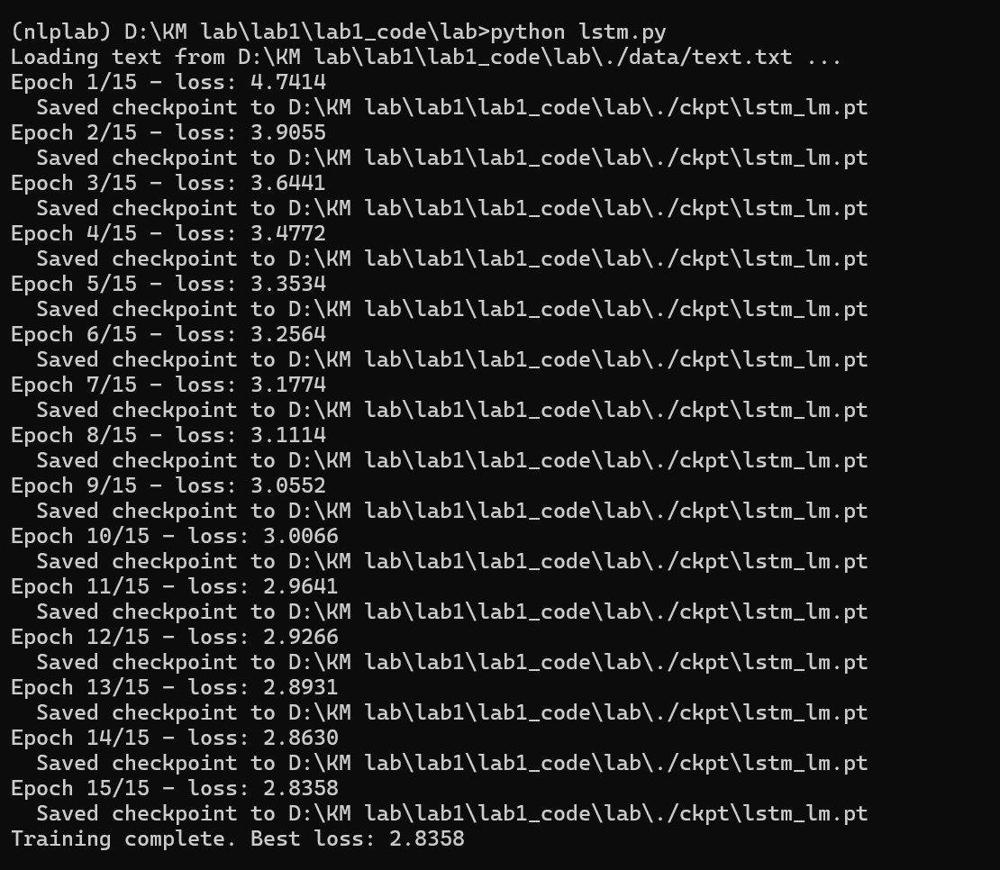 (nlplab) D:\KM lab\lab1\lab1_code\lab>python lstm.py
Loading text from D:\KM lab\lab1\lab1_code\lab\./data/text.txt ...
Epoch 1/15 - loss: 4.7414
  Saved checkpoint to D:\KM lab\lab1\lab1_code\lab\./ckpt\lstm_lm.pt
Epoch 2/15 - loss: 3.9055
  Saved checkpoint to D:\KM lab\lab1\lab1_code\lab\./ckpt\lstm_lm.pt
Epoch 3/15 - loss: 3.6441
  Saved checkpoint to D:\KM lab\lab1\lab1_code\lab\./ckpt\lstm_lm.pt
Epoch 4/15 - loss: 3.4772
  Saved checkpoint to D:\KM lab\lab1\lab1_code\lab\./ckpt\lstm_lm.pt
Epoch 5/15 - loss: 3.3534
  Saved checkpoint to D:\KM lab\lab1\lab1_code\lab\./ckpt\lstm_lm.pt
Epoch 6/15 - loss: 3.2564
  Saved checkpoint to D:\KM lab\lab1\lab1_code\lab\./ckpt\lstm_lm.pt
Epoch 7/15 - loss: 3.1774
  Saved checkpoint to D:\KM lab\lab1\lab1_code\lab\./ckpt\lstm_lm.pt
Epoch 8/15 - loss: 3.1114
  Saved checkpoint to D:\KM lab\lab1\lab1_code\lab\./ckpt\lstm_lm.pt
Epoch 9/15 - loss: 3.0552
  Saved checkpoint to D:\KM lab\lab1\lab1_code\lab\./ckpt\lstm_lm.pt
Epoch 10/15 - loss: 3.0066
  Saved checkpoint to D:\KM lab\lab1\lab1_code\lab\./ckpt\lstm_lm.pt
Epoch 11/15 - loss: 2.9641
  Saved checkpoint to D:\KM lab\lab1\lab1_code\lab\./ckpt\lstm_lm.pt
Epoch 12/15 - loss: 2.9266
  Saved checkpoint to D:\KM lab\lab1\lab1_code\lab\./ckpt\lstm_lm.pt
Epoch 13/15 - loss: 2.8931
  Saved checkpoint to D:\KM lab\lab1\lab1_code\lab\./ckpt\lstm_lm.pt
Epoch 14/15 - loss: 2.8630
  Saved checkpoint to D:\KM lab\lab1\lab1_code\lab\./ckpt\lstm_lm.pt
Epoch 15/15 - loss: 2.8358
  Saved checkpoint to D:\KM lab\lab1\lab1_code\lab\./ckpt\lstm_lm.pt
Training complete. Best loss: 2.8358